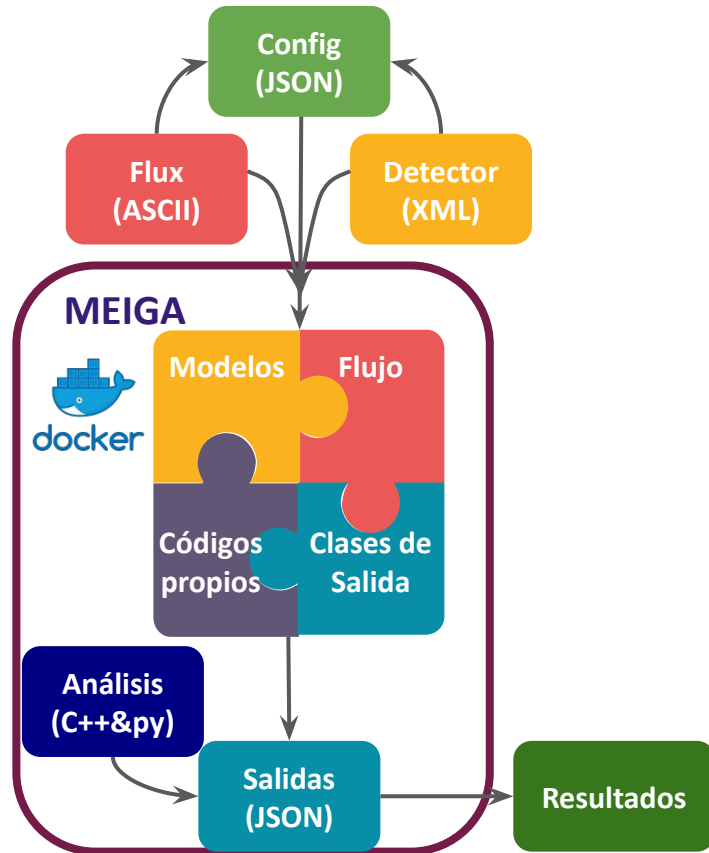 Config
(JSON)
Flux
(ASCII)
Detector
(XML)
MEIGA
docker
Modelos
Flujo
Códigos
propios
Clases de
Salida
Análisis
(C++&py)
Salidas
(JSON)
Resultados